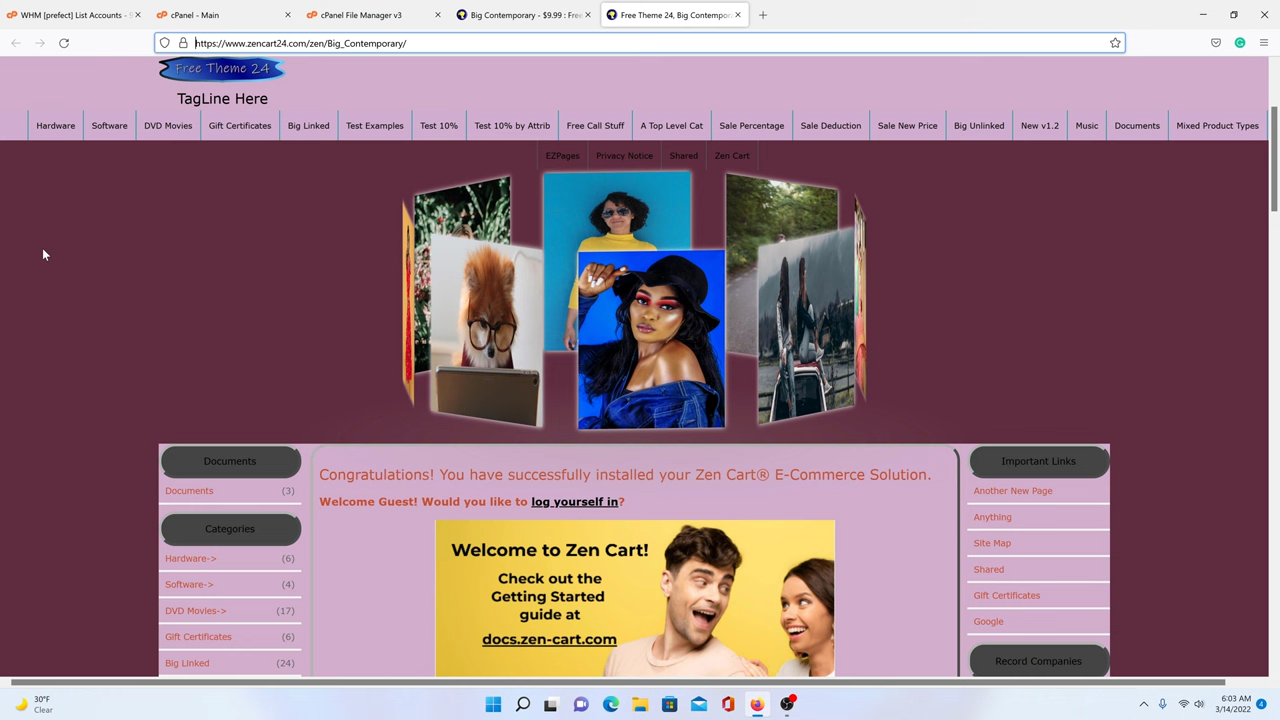 WHM [prefect] List Accounts - 9
cPanel - Main
cPanel File Manager v3
Big Contemporary - $9.99 : Free
Free Theme 24, Big Contempor
https://www.zencart24.com/zen/Big_Contemporary/
Free Theme 24
TagLine Here
Hardware Software DVD Movies Gift Certificates Big Linked Test Examples Test 10% Test 10% by Attrib Free Call Stuff A Top Level Cat Sale Percentage Sale Deduction Sale New Price Big Unlinked New v1.2 Music Documents Mixed Product Types
EZPages Privacy Notice Shared Zen Cart
Documents
Documents (3)
Categories
Hardware-> (6)
Software-> (4)
DVD Movies-> (17)
Gift Certificates (6)
Big Linked (24)
Congratulations! You have successfully installed your Zen Cart® E-Commerce Solution.
Welcome Guest! Would you like to log yourself in?
Welcome to Zen Cart!
Check out the
Getting Started
guide at
docs.zen-cart.com
Important Links
Another New Page
Anything
Site Map
Shared
Gift Certificates
Google
Record Companies
30°F
Clear
6:03 AM
3/14/2022
4